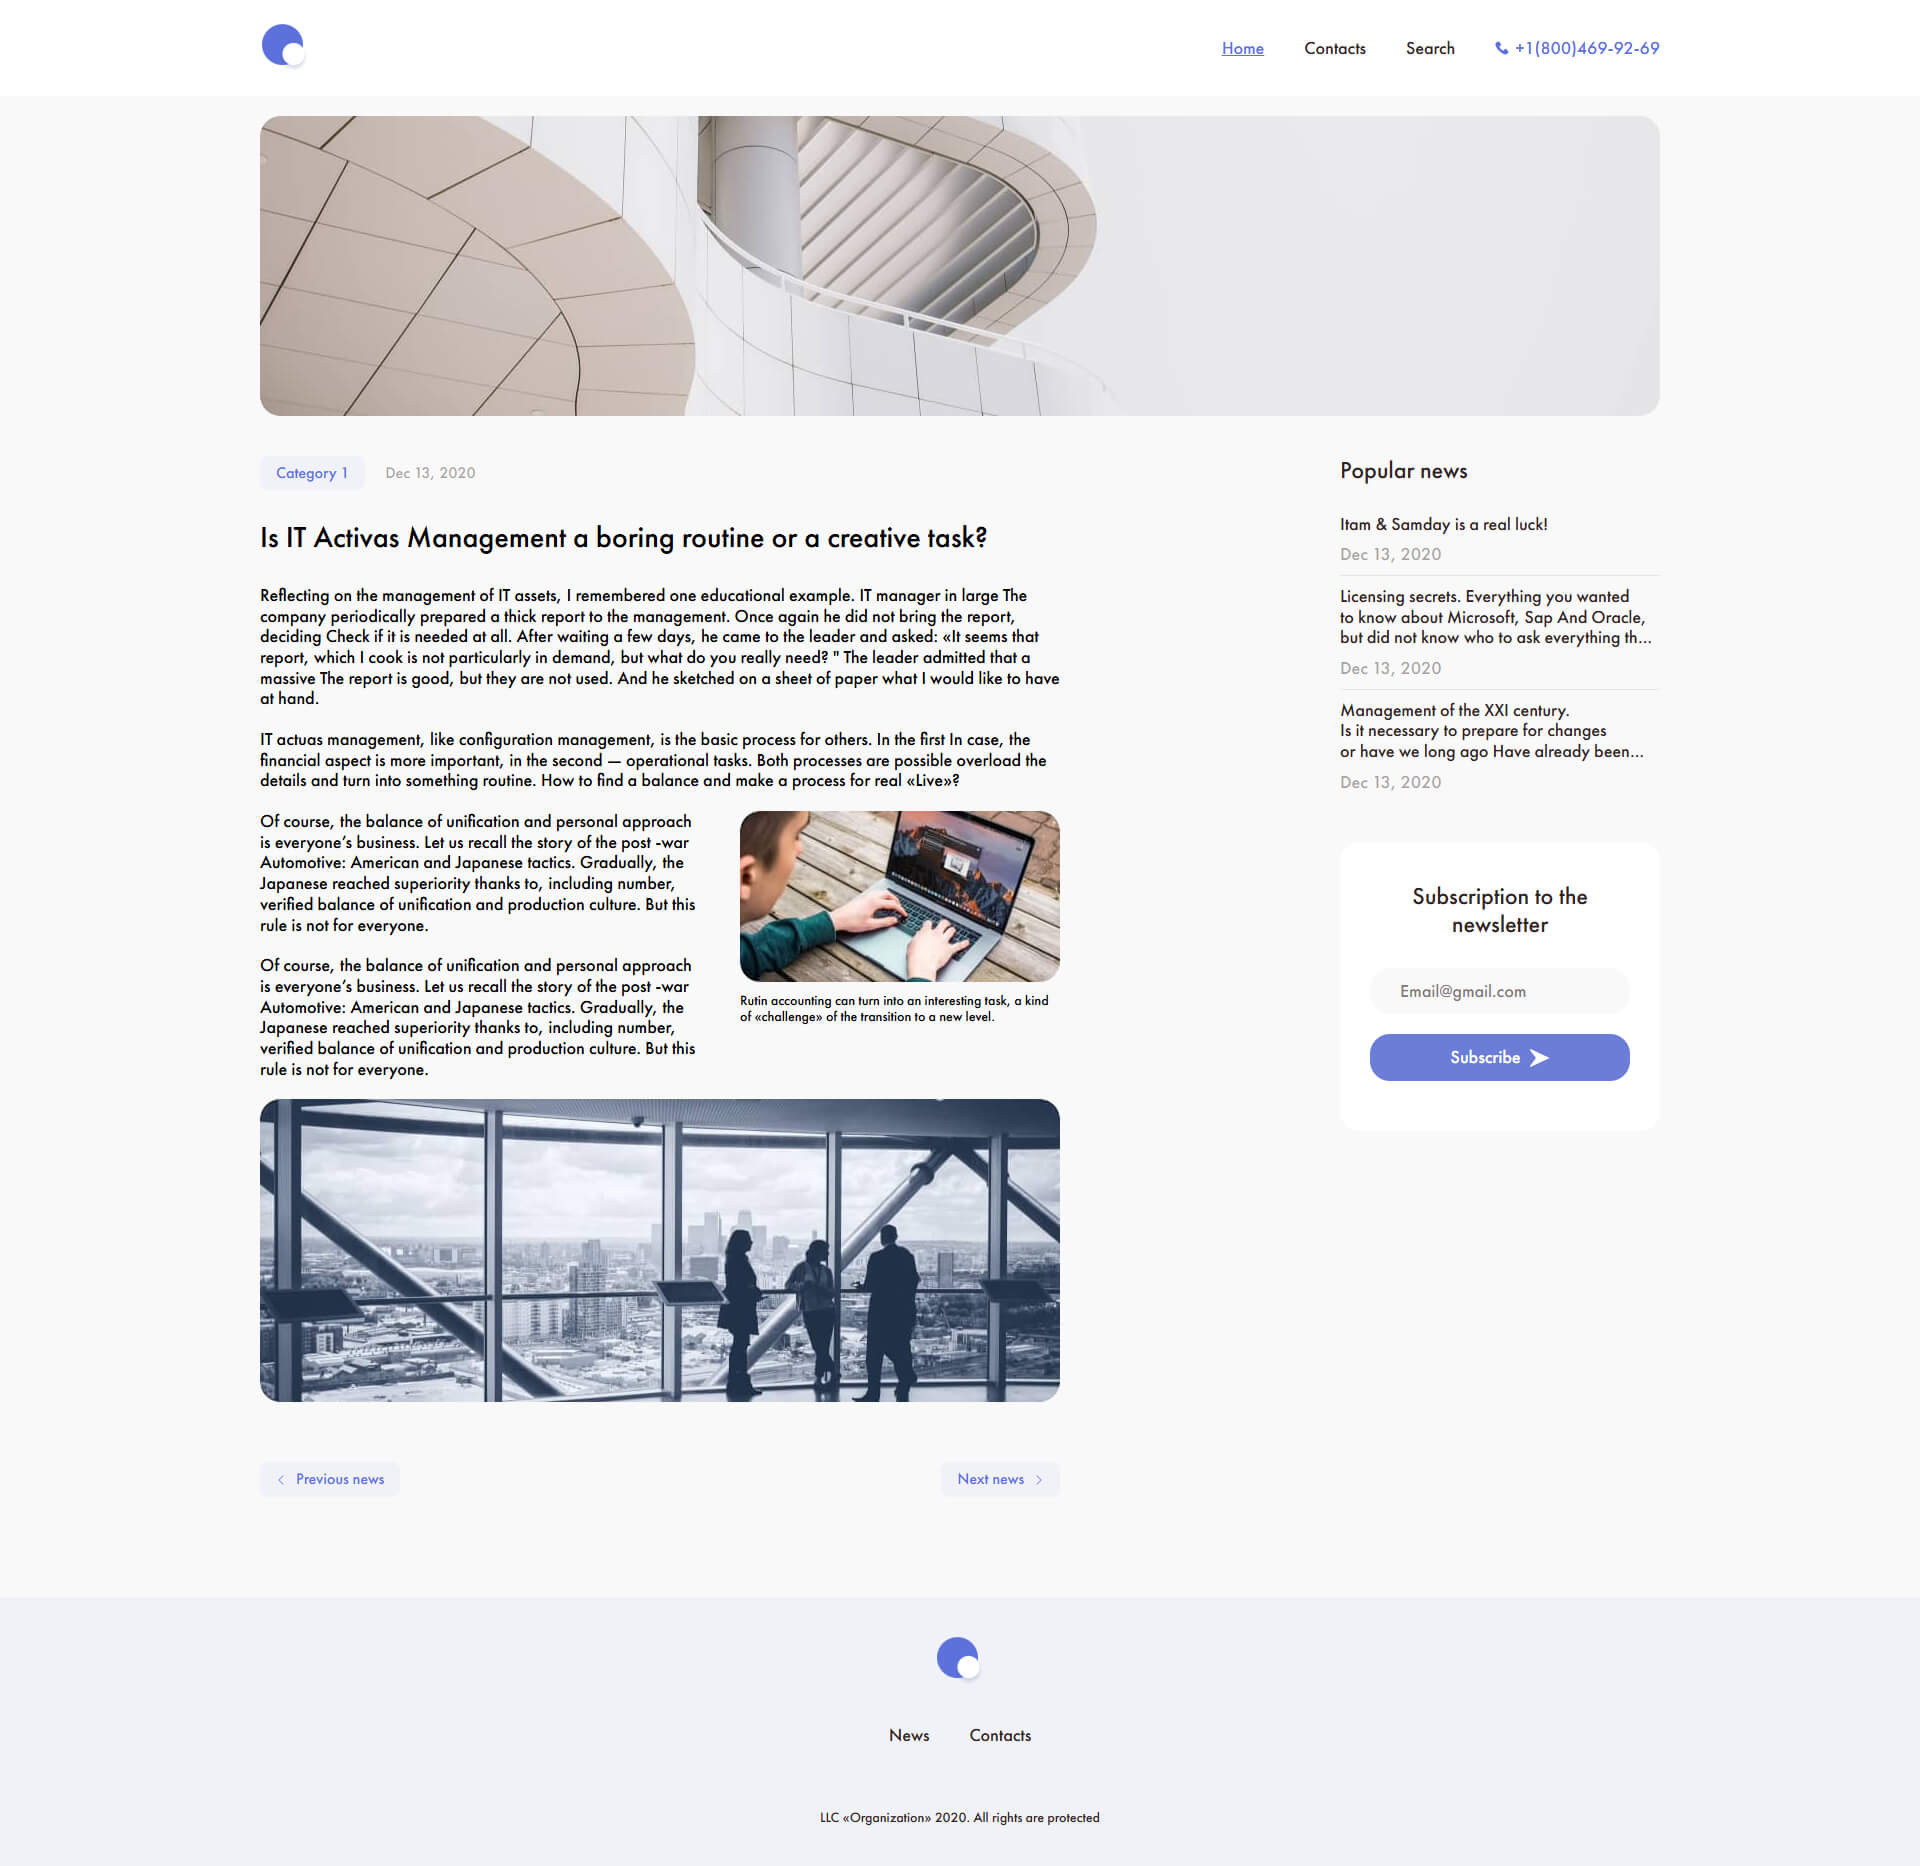 Home
Contacts
Search
+1(800)469-92-69
Category 1
Dec 13, 2020
Is IT Activas Management a boring routine or a creative task?
Reflecting on the management of IT assets, I remembered one educational example. IT manager in large The
company periodically prepared a thick report to the management. Once again he did not bring the report,
deciding Check if it is needed at all. After waiting a few days, he came to the leader and asked: «It seems that
report, which I cook is not particularly in demand, but what do you really need? " The leader admitted that a
massive The report is good, but they are not used. And he sketched on a sheet of paper what I would like to have
at hand.
IT actuas management, like configuration management, is the basic process for others. In the first In case, the
financial aspect is more important, in the second — operational tasks. Both processes are possible overload the
details and turn into something routine. How to find a balance and make a process for real «Live»?
Of course, the balance of unification and personal approach
is everyone’s business. Let us recall the story of the post -war
Automotive: American and Japanese tactics. Gradually, the
Japanese reached superiority thanks to, including number,
verified balance of unification and production culture. But this
rule is not for everyone.
Of course, the balance of unification and personal approach
is everyone’s business. Let us recall the story of the post -war
Automotive: American and Japanese tactics. Gradually, the
Japanese reached superiority thanks to, including number,
verified balance of unification and production culture. But this
rule is not for everyone.
Rutin accounting can turn into an interesting task, a kind
of «challenge» of the transition to a new level.
Previous news
Next news
Popular news
Itam & Samday is a real luck!
Dec 13, 2020
Licensing secrets. Everything you wanted
to know about Microsoft, Sap And Oracle,
but did not know who to ask everything th...
Dec 13, 2020
Management of the XXI century.
Is it necessary to prepare for changes
or have we long ago Have already been...
Dec 13, 2020
Subscription to the
newsletter
Email@gmail.com
Subscribe
News
Contacts
LLC «Organization» 2020. All rights are protected